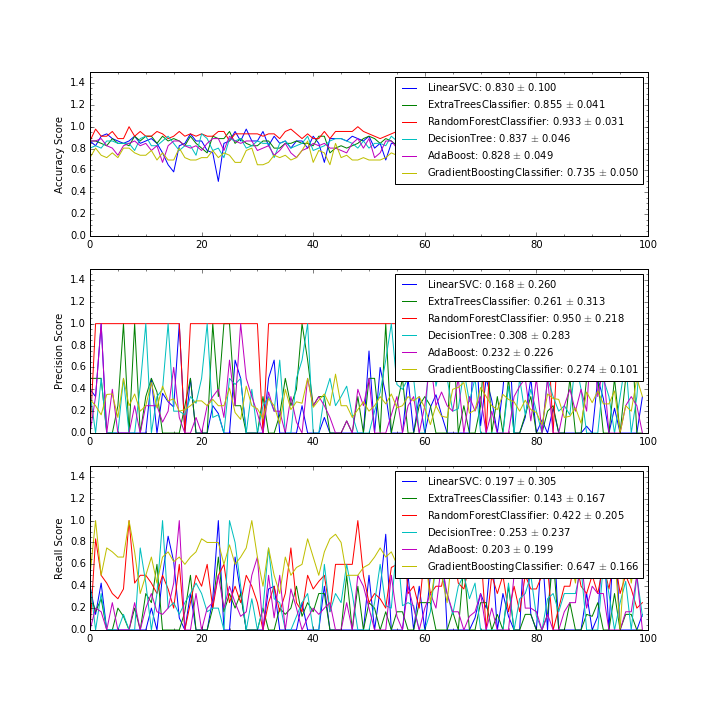 1.4
1.2
1.0
0.8
0.6
0.4
0.2
0.0
Accuracy Score
LinearSVC: 0.830 ± 0.100
ExtraTreesClassifier: 0.855 ± 0.041
RandomForestClassifier: 0.933 ± 0.031
DecisionTree: 0.837 ± 0.046
AdaBoost: 0.828 ± 0.049
GradientBoostingClassifier: 0.735 ± 0.050
0 20 40 60 80 100
1.4
1.2
1.0
0.8
0.6
0.4
0.2
0.0
Precision Score
LinearSVC: 0.168 ± 0.260
ExtraTreesClassifier: 0.261 ± 0.313
RandomForestClassifier: 0.950 ± 0.218
DecisionTree: 0.308 ± 0.283
AdaBoost: 0.232 ± 0.226
GradientBoostingClassifier: 0.274 ± 0.101
0 20 40 60 80 100
1.4
1.2
1.0
0.8
0.6
0.4
0.2
0.0
Recall Score
LinearSVC: 0.197 ± 0.305
ExtraTreesClassifier: 0.143 ± 0.167
RandomForestClassifier: 0.422 ± 0.205
DecisionTree: 0.253 ± 0.237
AdaBoost: 0.203 ± 0.199
GradientBoostingClassifier: 0.647 ± 0.166
0 20 40 60 80 100